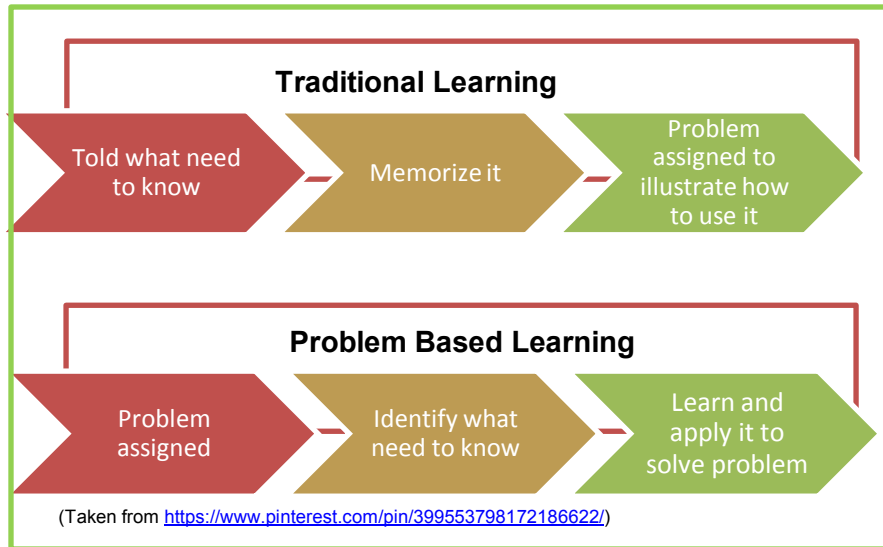 Traditional Learning
Told what need
to know
Memorize it
Problem
assigned to
illustrate how
to use it
Problem Based Learning
Problem
assigned
Identify what
need to know
Learn and
apply it to
solve problem
(Taken from https://www.pinterest.com/pin/399553798172186622/)